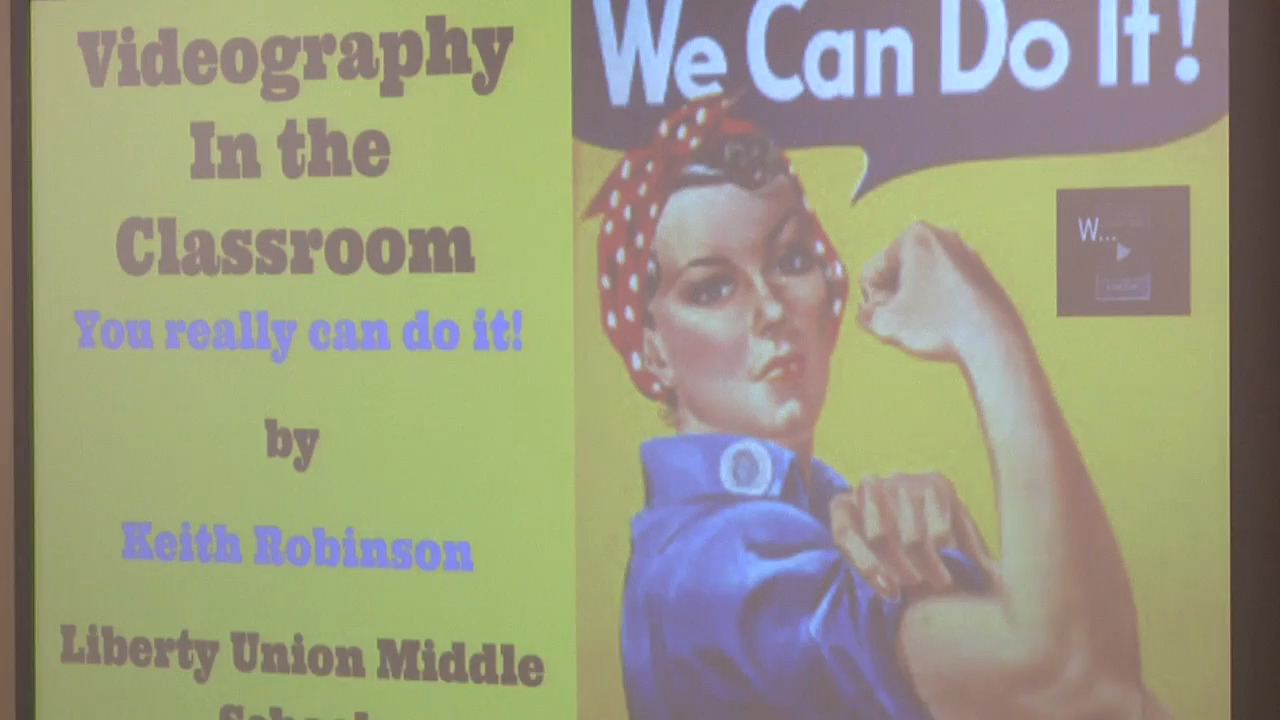 Videography
In the
Classroom
You really can do it!
by
Keith Robinson
Liberty Union Middle
School
We Can Do It!
W...